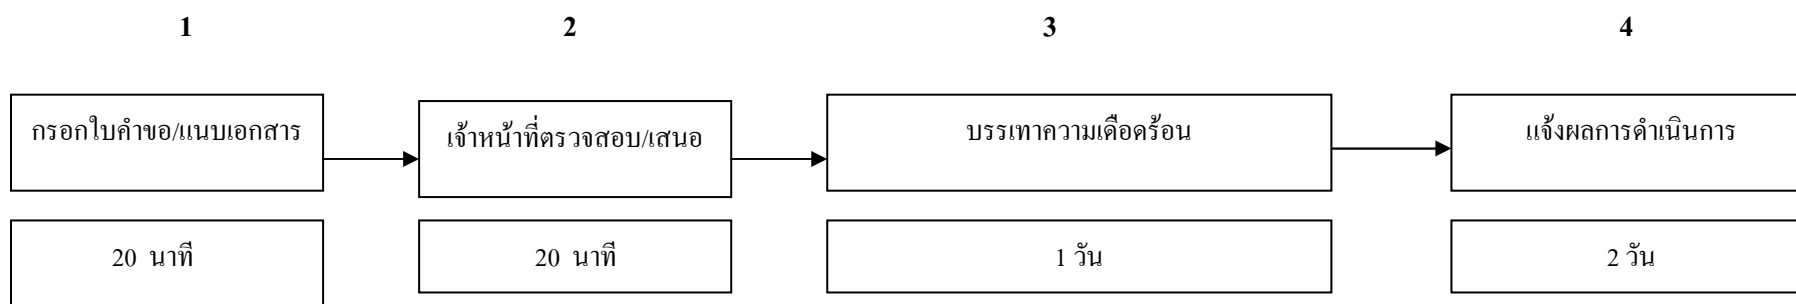 1
2
3
4
กรอกใบคำขอ/แนบเอกสาร
เจ้าหน้าที่ตรวจสอบ/เสนอ
บรรเทาความเดือดร้อน
แจ้งผลการดำเนินการ
20 นาที
20 นาที
1 วัน
2 วัน